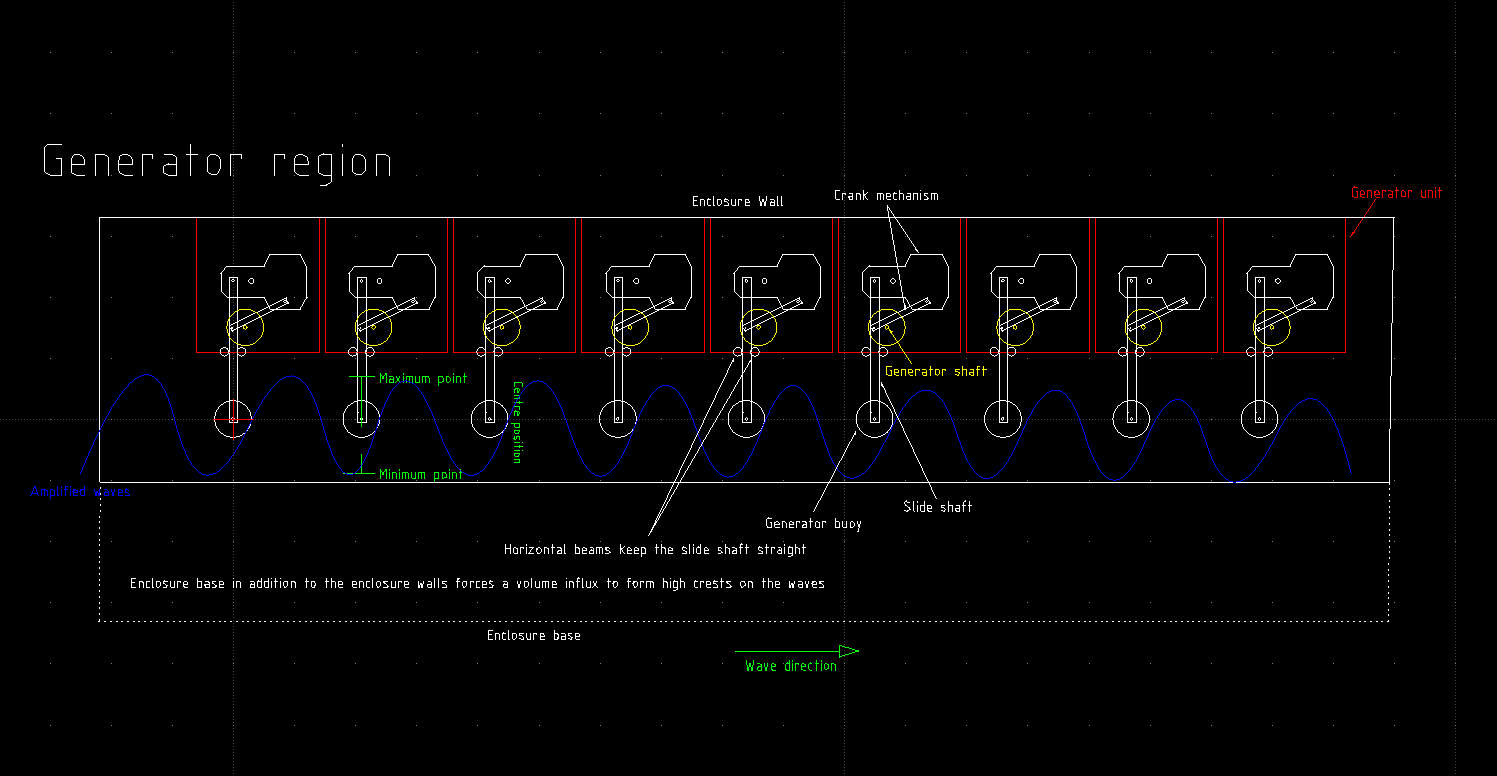 Generator region
Enclosure Wall
Crank mechanism
Generator unit
Generator shaft
Maximum point
Centre position
Minimum point
Amplified waves
Slide shaft
Generator buoy
Horizontal beams keep the slide shaft straight
Enclosure base in addition to the enclosure walls forces a volume influx to form high crests on the waves
Enclosure base
Wave direction